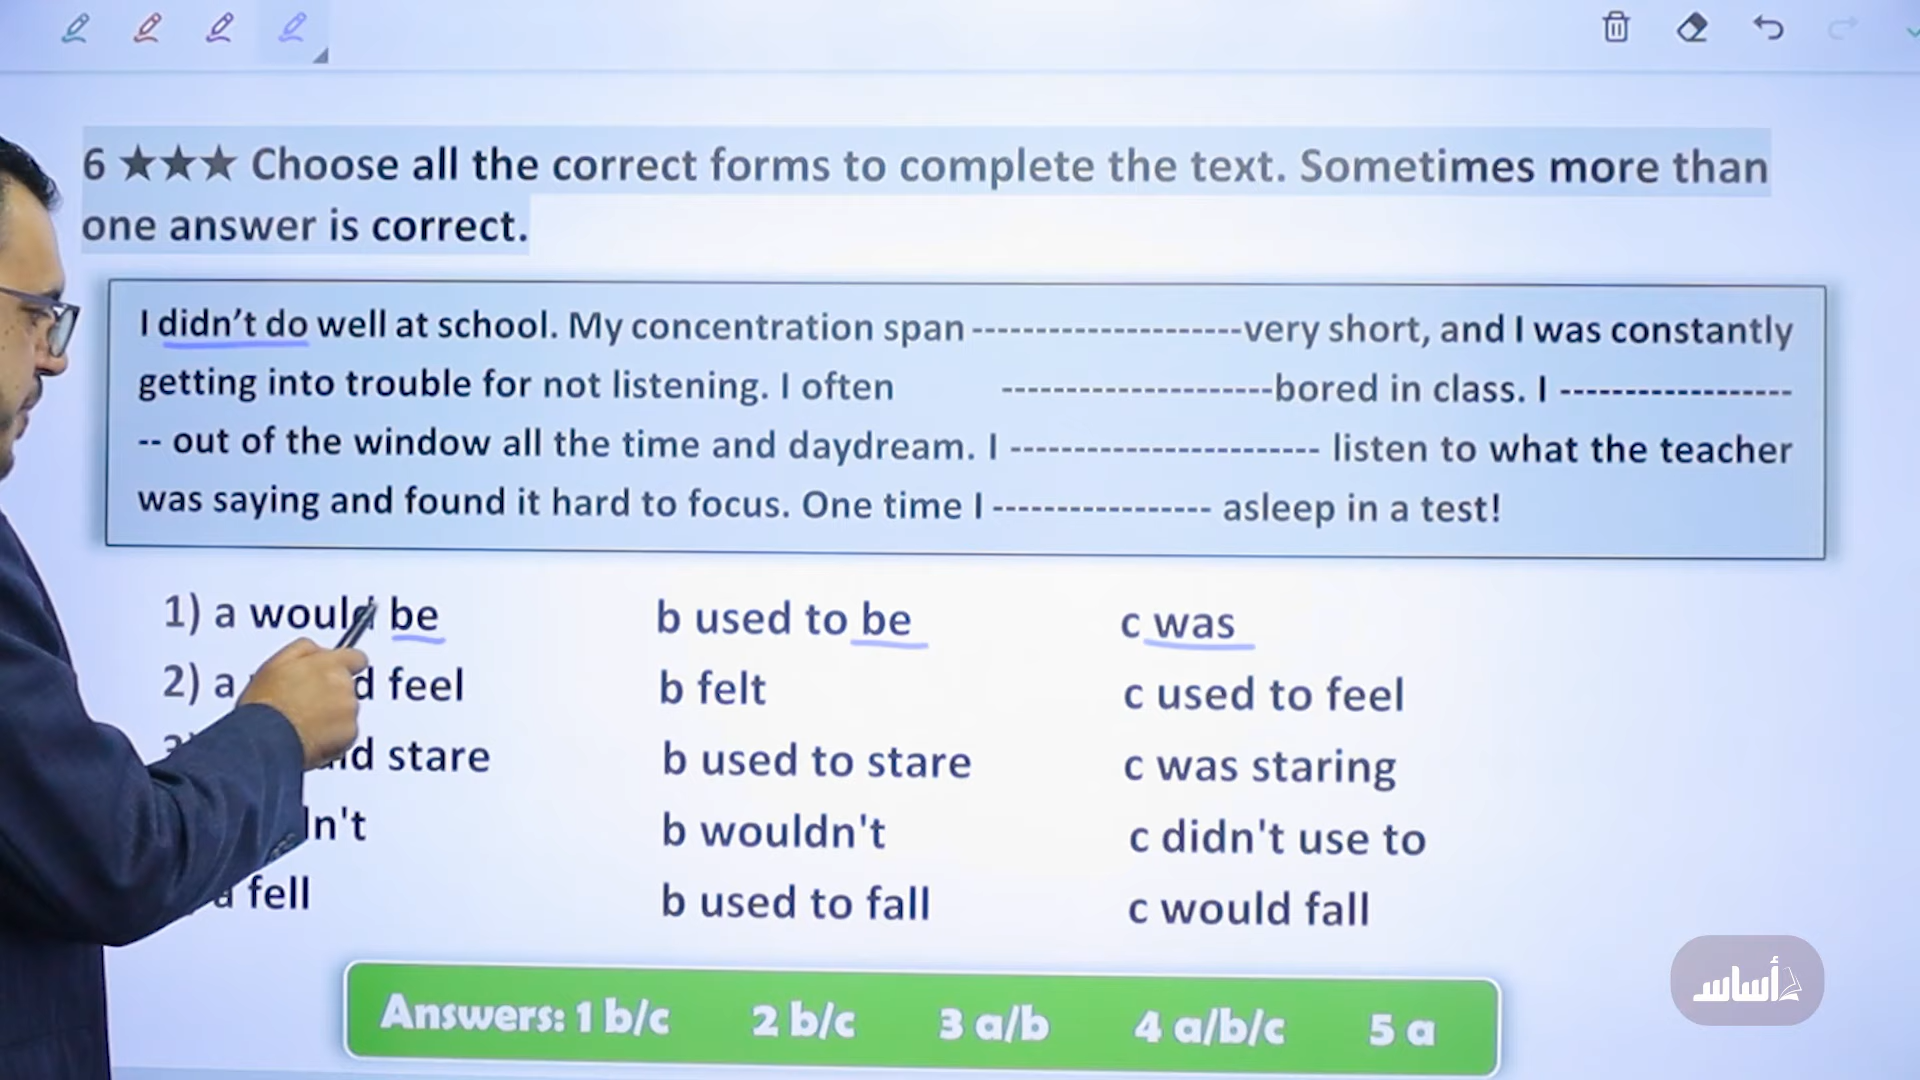 6 ★★★ Choose all the correct forms to complete the text. Sometimes more than
one answer is correct.
I didn't do well at school. My concentration span ---------------------very short, and I was constantly
getting into trouble for not listening. I often ---------------------bored in class. I ------------------
-- out of the window all the time and daydream. I ------------------------ listen to what the teacher
was saying and found it hard to focus. One time I ----------------- asleep in a test!
1) a would be b used to be c was
2) a feel b felt c used to feel
stare b used to stare c was staring
b wouldn't c didn't use to
a fell b used to fall c would fall
Answers: 1 b/c 2 b/c 3 a/b 4 a/b/c 5 a
أساس